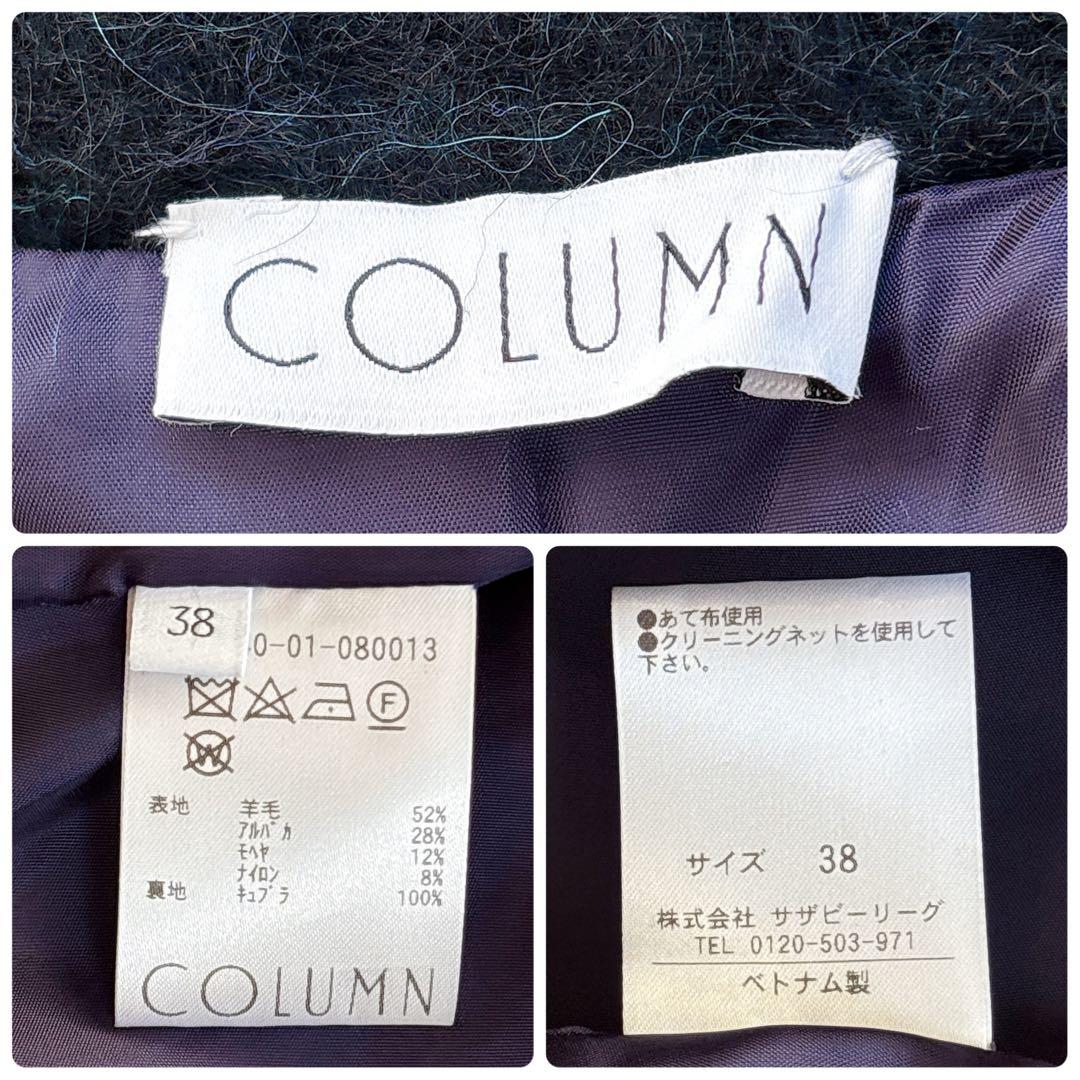 COLUMN
38
0-01-080013
F
W
表地 羊毛 52%
アルパカ 28%
モヘヤ 12%
ナイロン 8%
裏地 キュプラ 100%
COLUMN
●あて布使用
●クリーニングネットを使用して
下さい。
サイズ 38
株式会社 サザビーリーグ
TEL 0120-503-971
ベトナム製